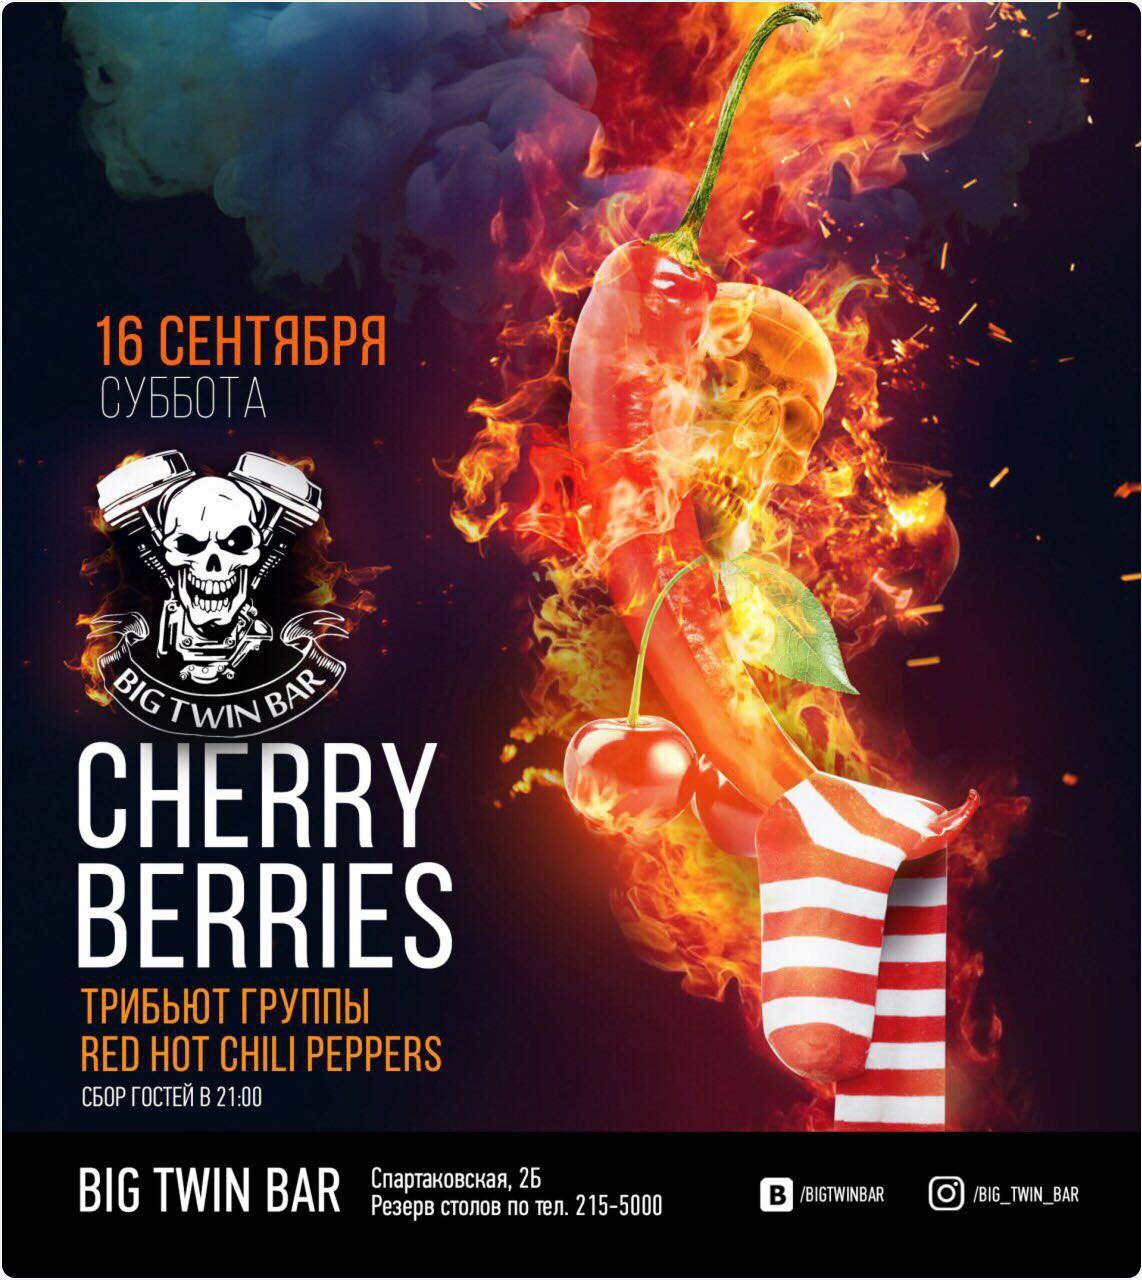 16 СЕНТЯБРЯ
СУББОТА
BIG TWIN BAR
CHERRY
BERRIES
ТРИБЬЮТ ГРУППЫ
RED HOT CHILI PEPPERS
СБОР ГОСТЕЙ В 21:00
BIG TWIN BAR
Спартаковская, 2Б
Резерв столов по тел. 215-5000
B /BIGTWINBAR
/BIG_TWIN_BAR